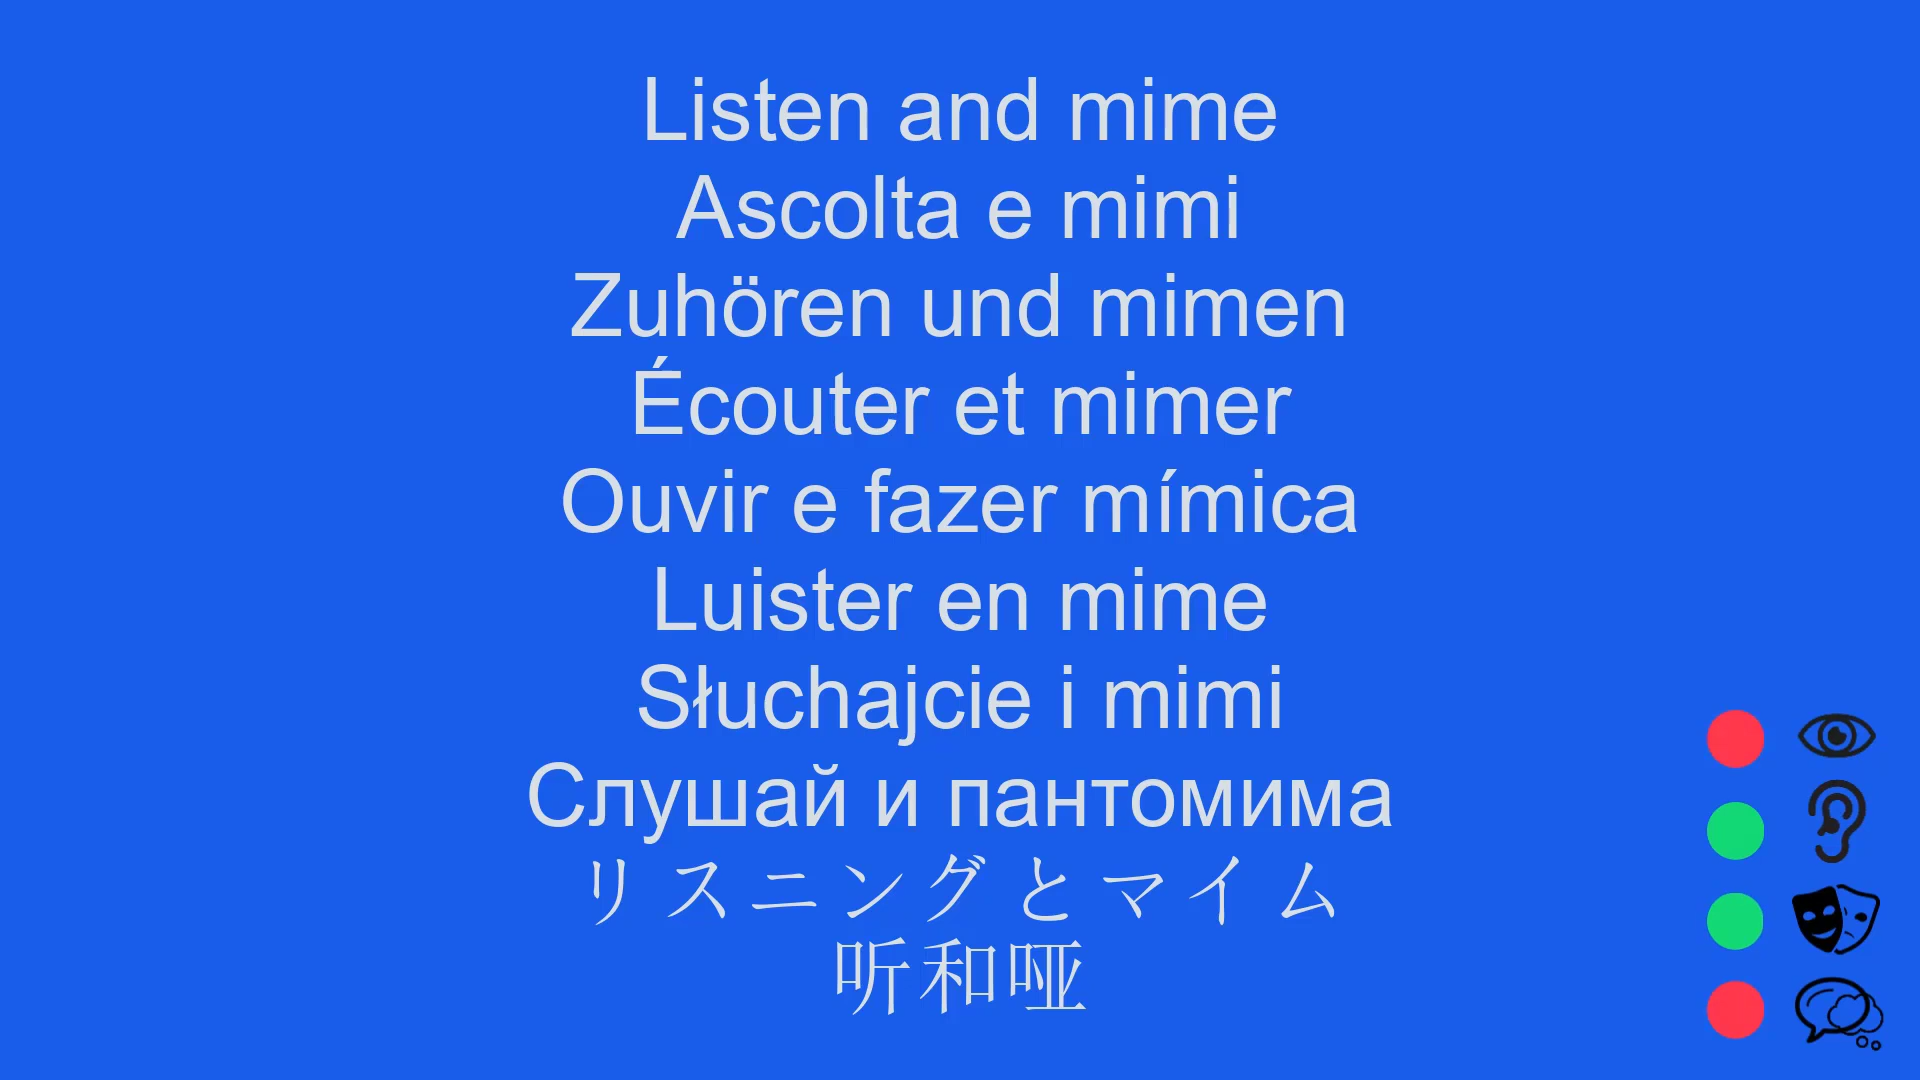 Listen and mime
Ascolta e mimi
Zuhören und mimen
Écouter et mimer
Ouvir e fazer mímica
Luister en mime
Słuchajcie i mimi
Слушай и пантомима
リスニングとマイム
听和哑